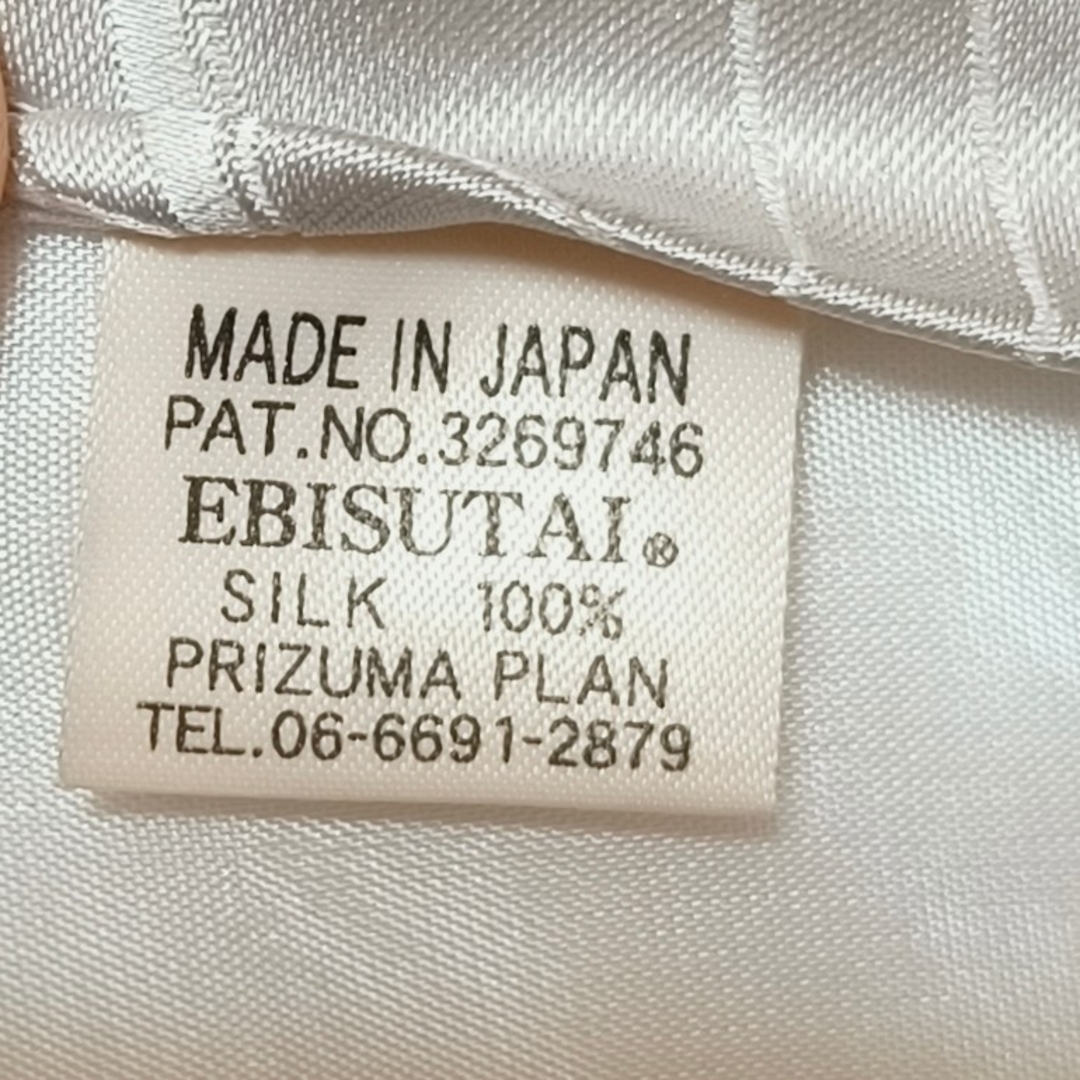 MADE IN JAPAN
PAT.NO.3269746
EBISUTAI®
SILK 100%
PRIZUMA PLAN
TEL.06-6691-2879